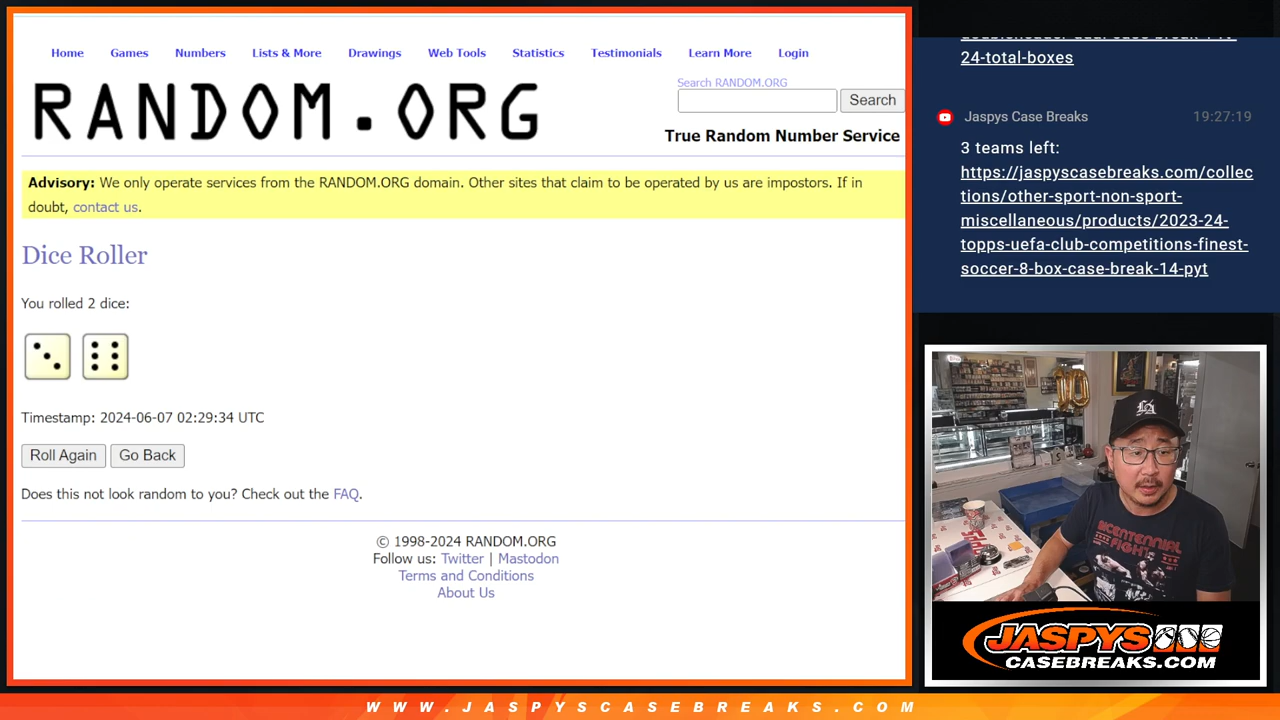 Home Games Numbers Lists & More Drawings Web Tools Statistics Testimonials Learn More Login
RANDOM.ORG
Search RANDOM.ORG
Search
True Random Number Service
Advisory: We only operate services from the RANDOM.ORG domain. Other sites that claim to be operated by us are impostors. If in
doubt, contact us.
Dice Roller
You rolled 2 dice:
Timestamp: 2024-06-07 02:29:34 UTC
Roll Again Go Back
Does this not look random to you? Check out the FAQ.
© 1998-2024 RANDOM.ORG
Follow us: Twitter | Mastodon
Terms and Conditions
About Us
24-total-boxes
Jaspys Case Breaks 19:27:19
3 teams left:
https://jaspyscasebreaks.com/collec
tions/other-sport-non-sport-
miscellaneous/products/2023-24-
topps-uefa-club-competitions-finest-
soccer-8-box-case-break-14-pyt
10
LA
BICENTENNIAL
FIGHT
JASPYS
CASEBREAKS.COM
WWW.JASPYSCASEBREAKS.COM